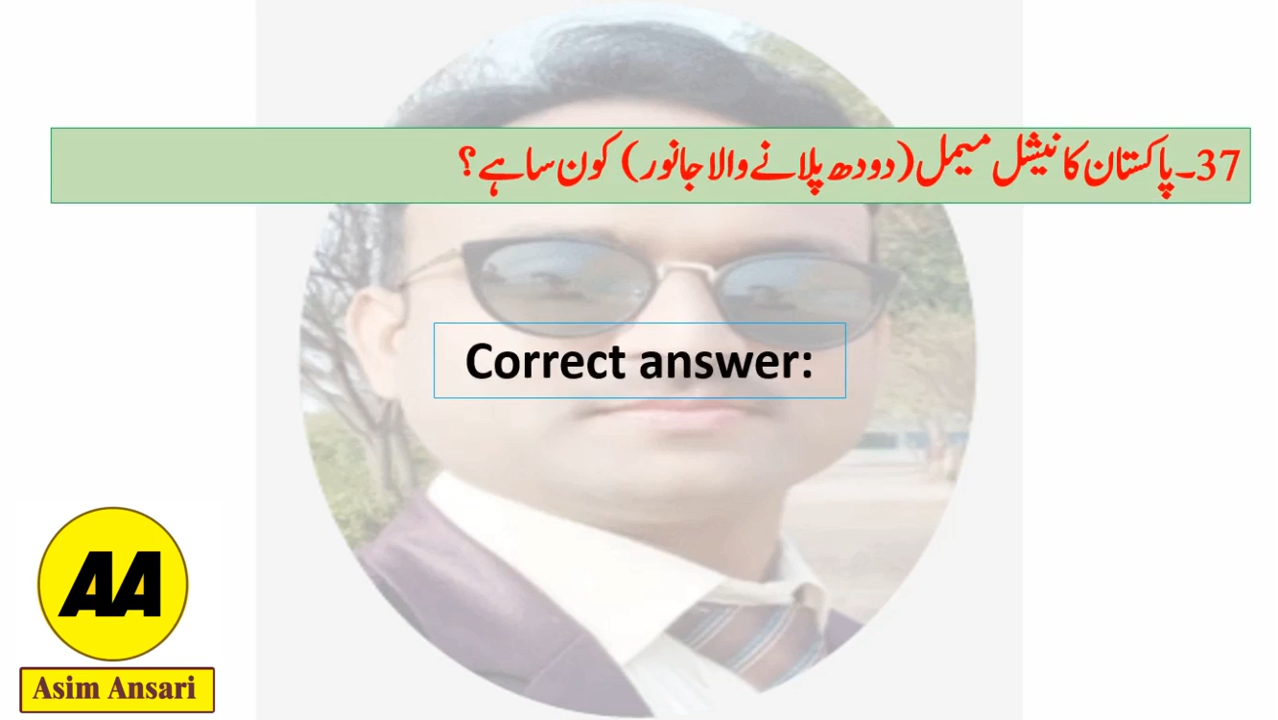 37۔پاکستان کا نیشنل میمل (دودھ پلانے والا جانور) کون سا ہے؟
Correct answer:
AA
Asim Ansari